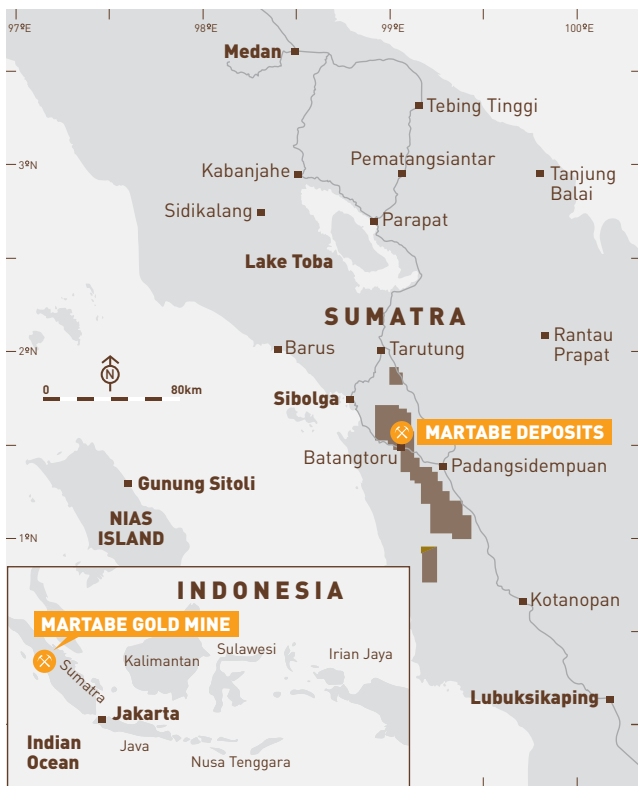 97ºE
98ºE
99ºE
100ºE
Medan
Tebing Tinggi
3ºN
Kabanjahe
Pematangsiantar
Tanjung
Balai
Sidikalang
Parapat
Lake Toba
SUMATRA
2ºN
Barus
Tarutung
Rantau
Prapat
N
0
80km
Sibolga
MARTABE DEPOSITS
Batangtoru
Padangsidempuan
Gunung Sitoli
NIAS
ISLAND
1ºN
Kotanopan
Lubuksikaping
INDONESIA
MARTABE GOLD MINE
Sumatra
Kalimantan
Sulawesi
Irian Jaya
Jakarta
Indian
Ocean
Java
Nusa Tenggara